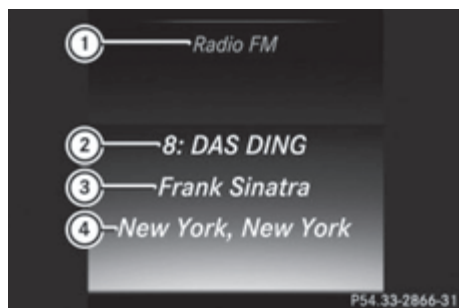 1 Radio FM
2 8: DAS DING
3 Frank Sinatra
4 New York, New York
P54.33-2866-31